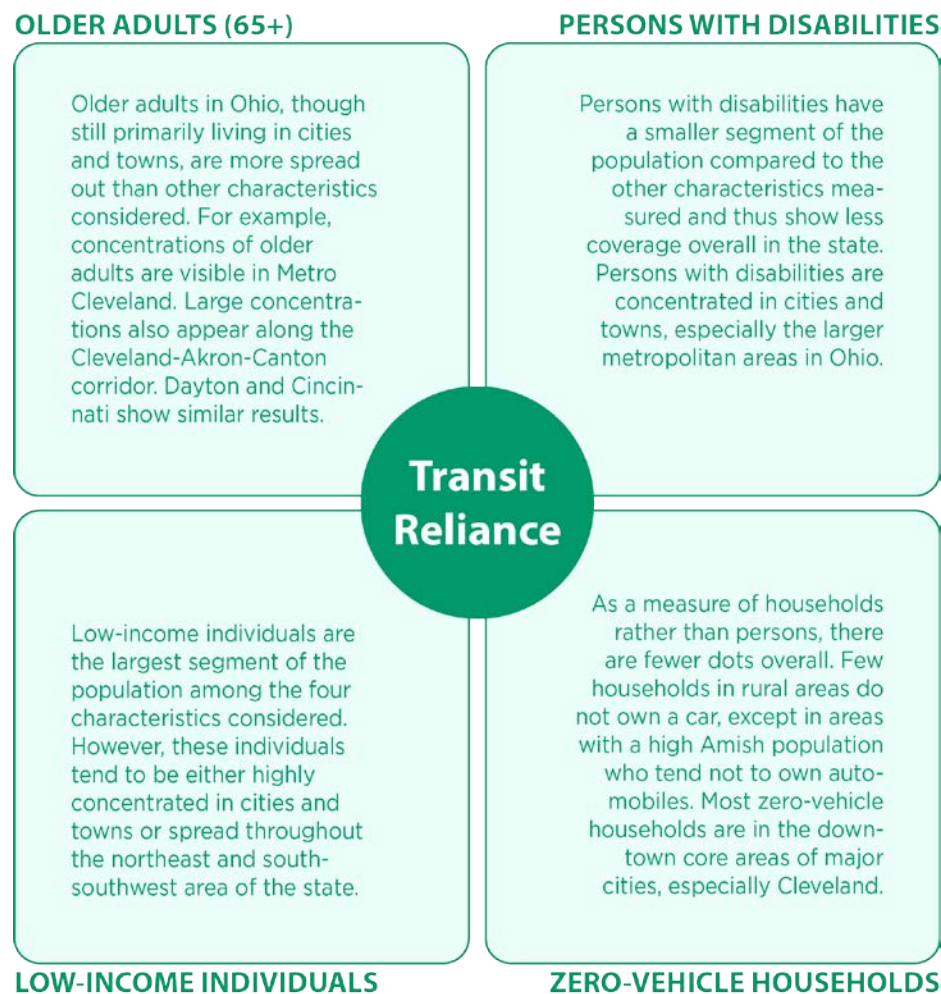 OLDER ADULTS (65+)
Older adults in Ohio, though
still primarily living in cities
and towns, are more spread
out than other characteristics
considered. For example,
concentrations of older
adults are visible in Metro
Cleveland. Large concentra-
tions also appear along the
Cleveland-Akron-Canton
corridor. Dayton and Cincin-
nati show similar results.
PERSONS WITH DISABILITIES
Persons with disabilities have
a smaller segment of the
population compared to the
other characteristics mea-
sured and thus show less
coverage overall in the state.
Persons with disabilities are
concentrated in cities and
towns, especially the larger
metropolitan areas in Ohio.
Transit
Reliance
Low-income individuals are
the largest segment of the
population among the four
characteristics considered.
However, these individuals
tend to be either highly
concentrated in cities and
towns or spread throughout
the northeast and south-
southwest area of the state.
LOW-INCOME INDIVIDUALS
As a measure of households
rather than persons, there
are fewer dots overall. Few
households in rural areas do
not own a car, except in areas
with a high Amish population
who tend not to own auto-
mobiles. Most zero-vehicle
households are in the down-
town core areas of major
cities, especially Cleveland.
ZERO-VEHICLE HOUSEHOLDS